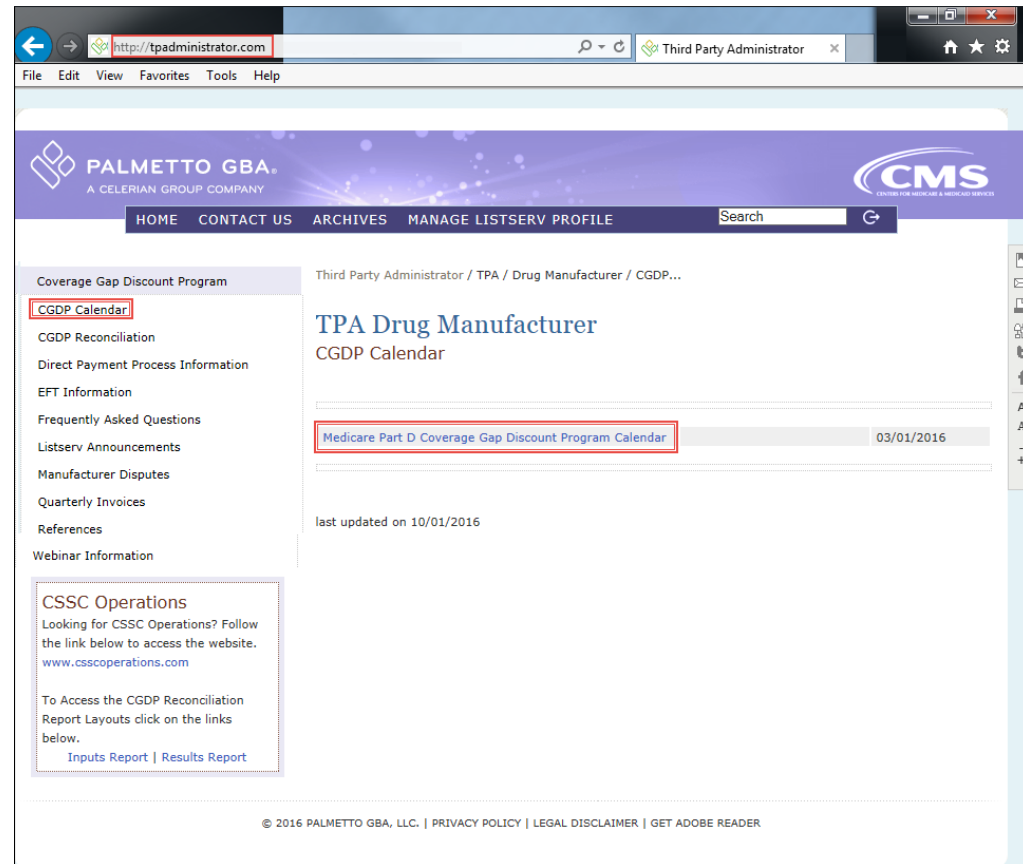 http://tpadministrator.com
Third Party Administrator
File Edit View Favorites Tools Help
PALMETTO GBA®
A CELERIAN GROUP COMPANY
CMS
CENTERS FOR MEDICARE & MEDICAID SERVICES
HOME CONTACT US ARCHIVES MANAGE LISTSERV PROFILE Search
Third Party Administrator / TPA / Drug Manufacturer / CGDP...
Coverage Gap Discount Program
CGDP Calendar
CGDP Reconciliation
Direct Payment Process Information
EFT Information
Frequently Asked Questions
Listserv Announcements
Manufacturer Disputes
Quarterly Invoices
References
Webinar Information
TPA Drug Manufacturer
CGDP Calendar
Medicare Part D Coverage Gap Discount Program Calendar 03/01/2016
last updated on 10/01/2016
CSSC Operations
Looking for CSSC Operations? Follow
the link below to access the website.
www.csscoperations.com
To Access the CGDP Reconciliation
Report Layouts click on the links
below.
Inputs Report | Results Report
© 2016 PALMETTO GBA, LLC. | PRIVACY POLICY | LEGAL DISCLAIMER | GET ADOBE READER